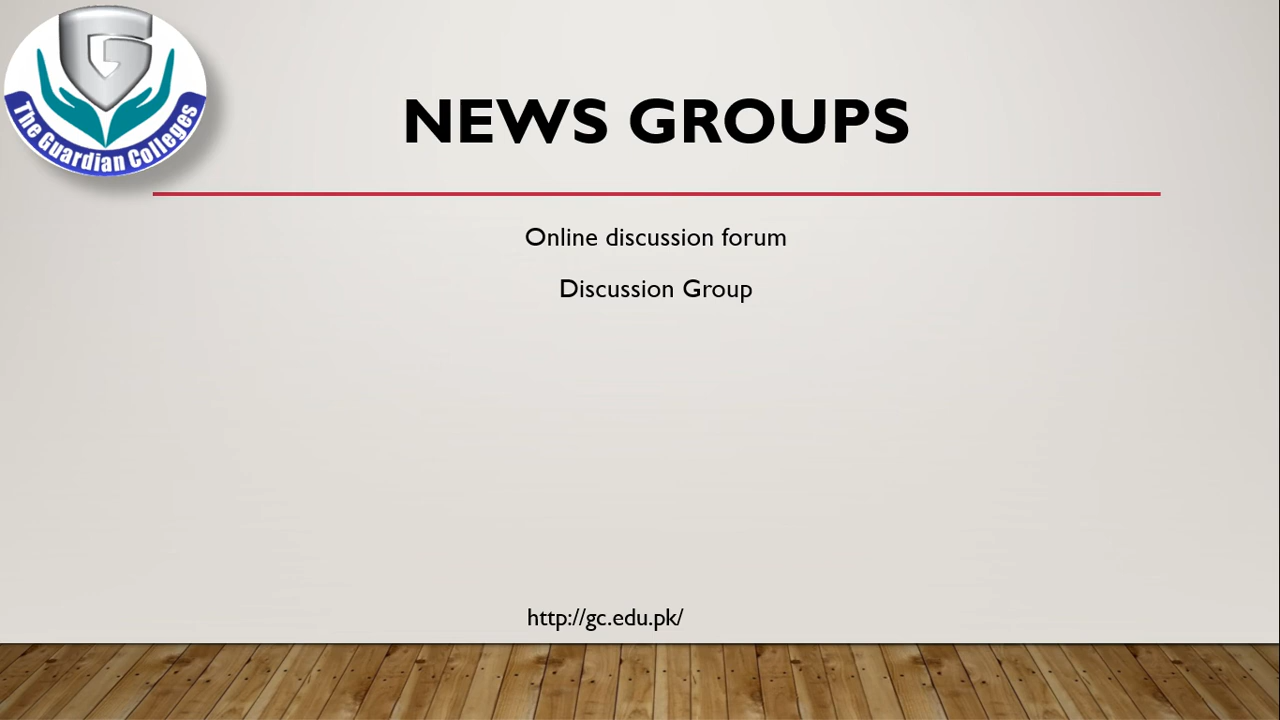 G
The Guardian Colleges
NEWS GROUPS
Online discussion forum
Discussion Group
http://gc.edu.pk/